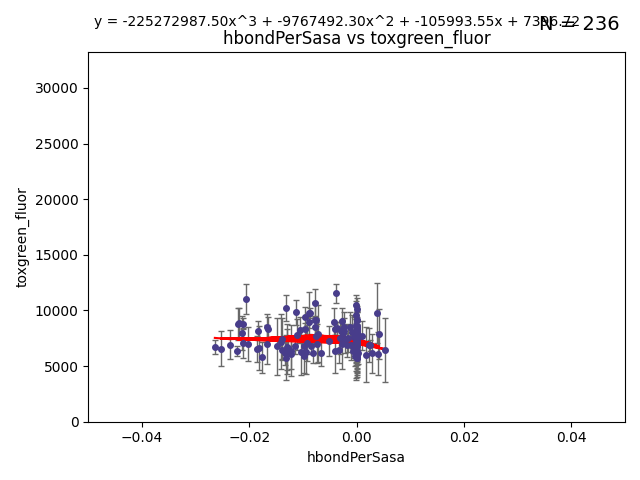 y = -225272987.50x^3 + -9767492.30x^2 + -105993.55x + 7396.72
N = 236
hbondPerSasa vs toxgreen_fluor
30000
25000
20000
15000
10000
5000
0
toxgreen_fluor
−0.04 −0.02 0.00 0.02 0.04
hbondPerSasa